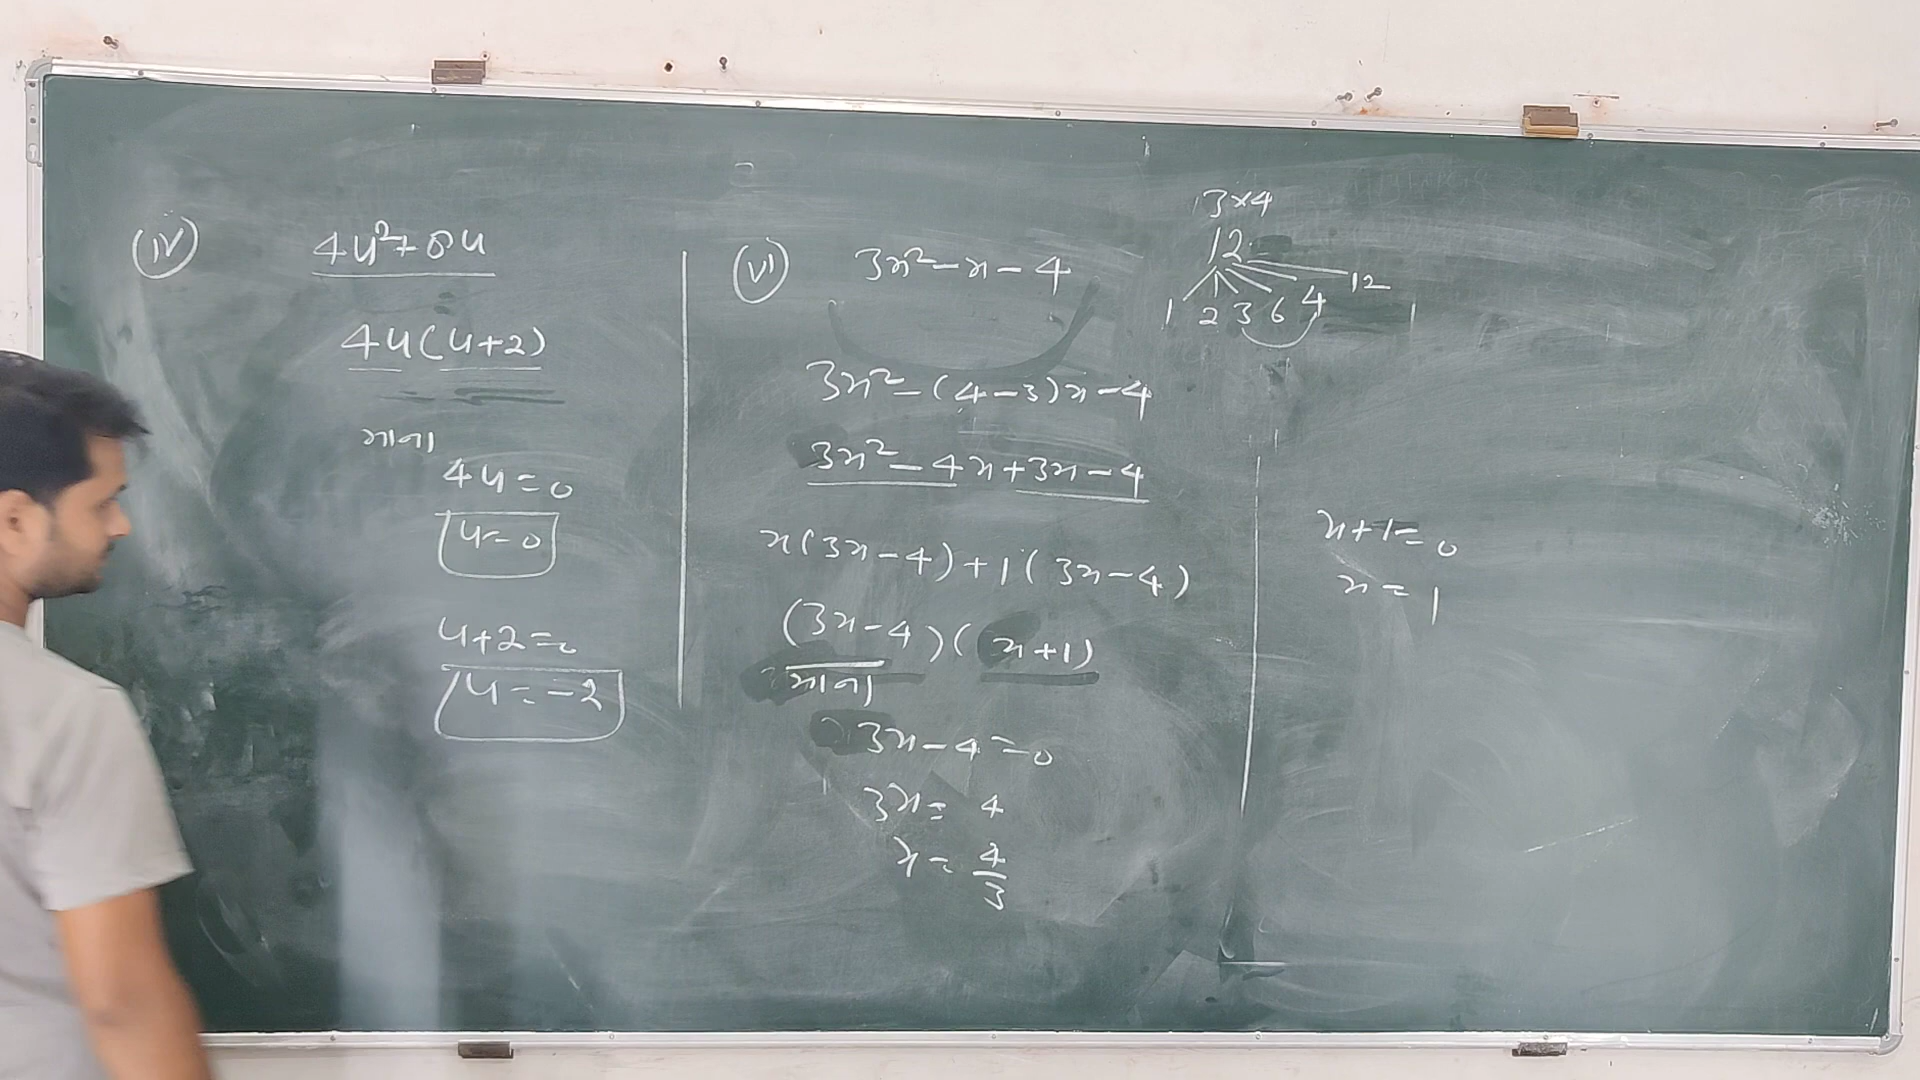 (iv) 4u²+8u
4u(u+2)
माना
4u=0
u=0
u+2=0
u=-2
(vi) 3x²-x-4
3x²-(4-3)x-4
3x²-4x+3x-4
x(3x-4)+1(3x-4)
(3x-4)(x+1)
माना
3x-4=0
3x=4
x=4/3
3×4
12
1 2 3 6 4 12
x+1=0
x=1